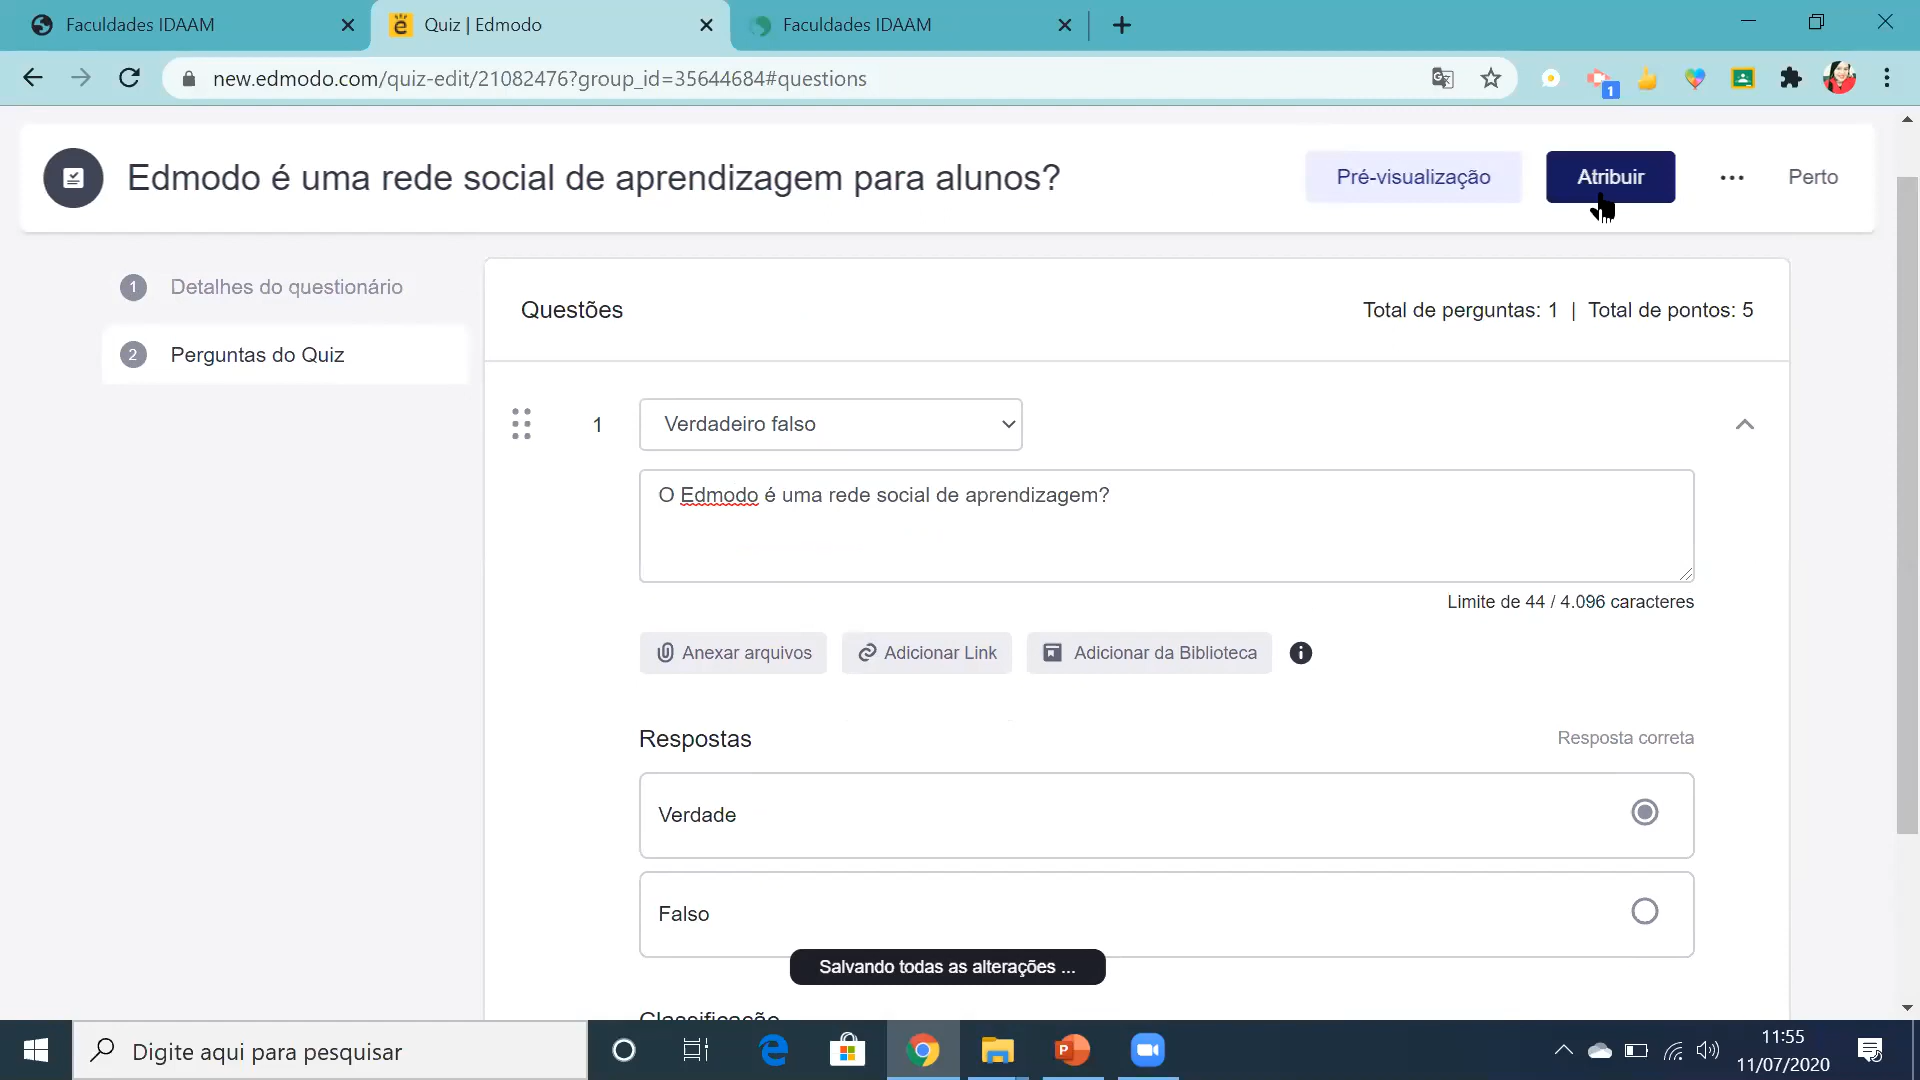 Faculdades IDAAM
Quiz | Edmodo
Faculdades IDAAM
new.edmodo.com/quiz-edit/21082476?group_id=35644684#questions
1
Edmodo é uma rede social de aprendizagem para alunos?
Pré-visualização
Atribuir
Perto
1 Detalhes do questionário
2 Perguntas do Quiz
Questões
Total de perguntas: 1 | Total de pontos: 5
1
Verdadeiro falso
O Edmodo é uma rede social de aprendizagem?
Limite de 44 / 4.096 caracteres
Anexar arquivos
Adicionar Link
Adicionar da Biblioteca
Respostas
Resposta correta
Verdade
Falso
Salvando todas as alterações ...
Classificação
Digite aqui para pesquisar
11:55
11/07/2020